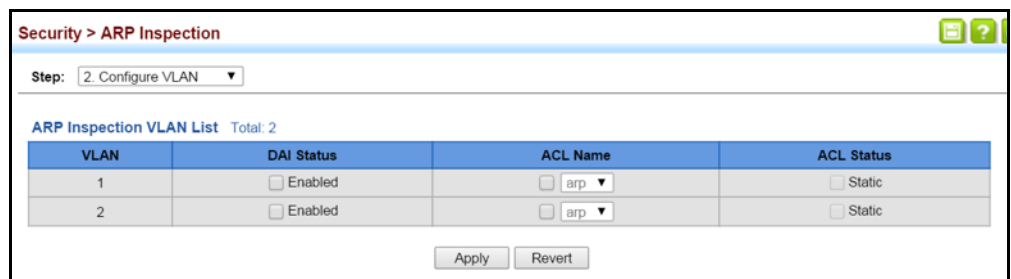 Security > ARP Inspection
?
Step: 2. Configure VLAN
ARP Inspection VLAN List Total: 2
VLAN DAI Status ACL Name ACL Status
1 Enabled arp Static
2 Enabled arp Static
Apply Revert